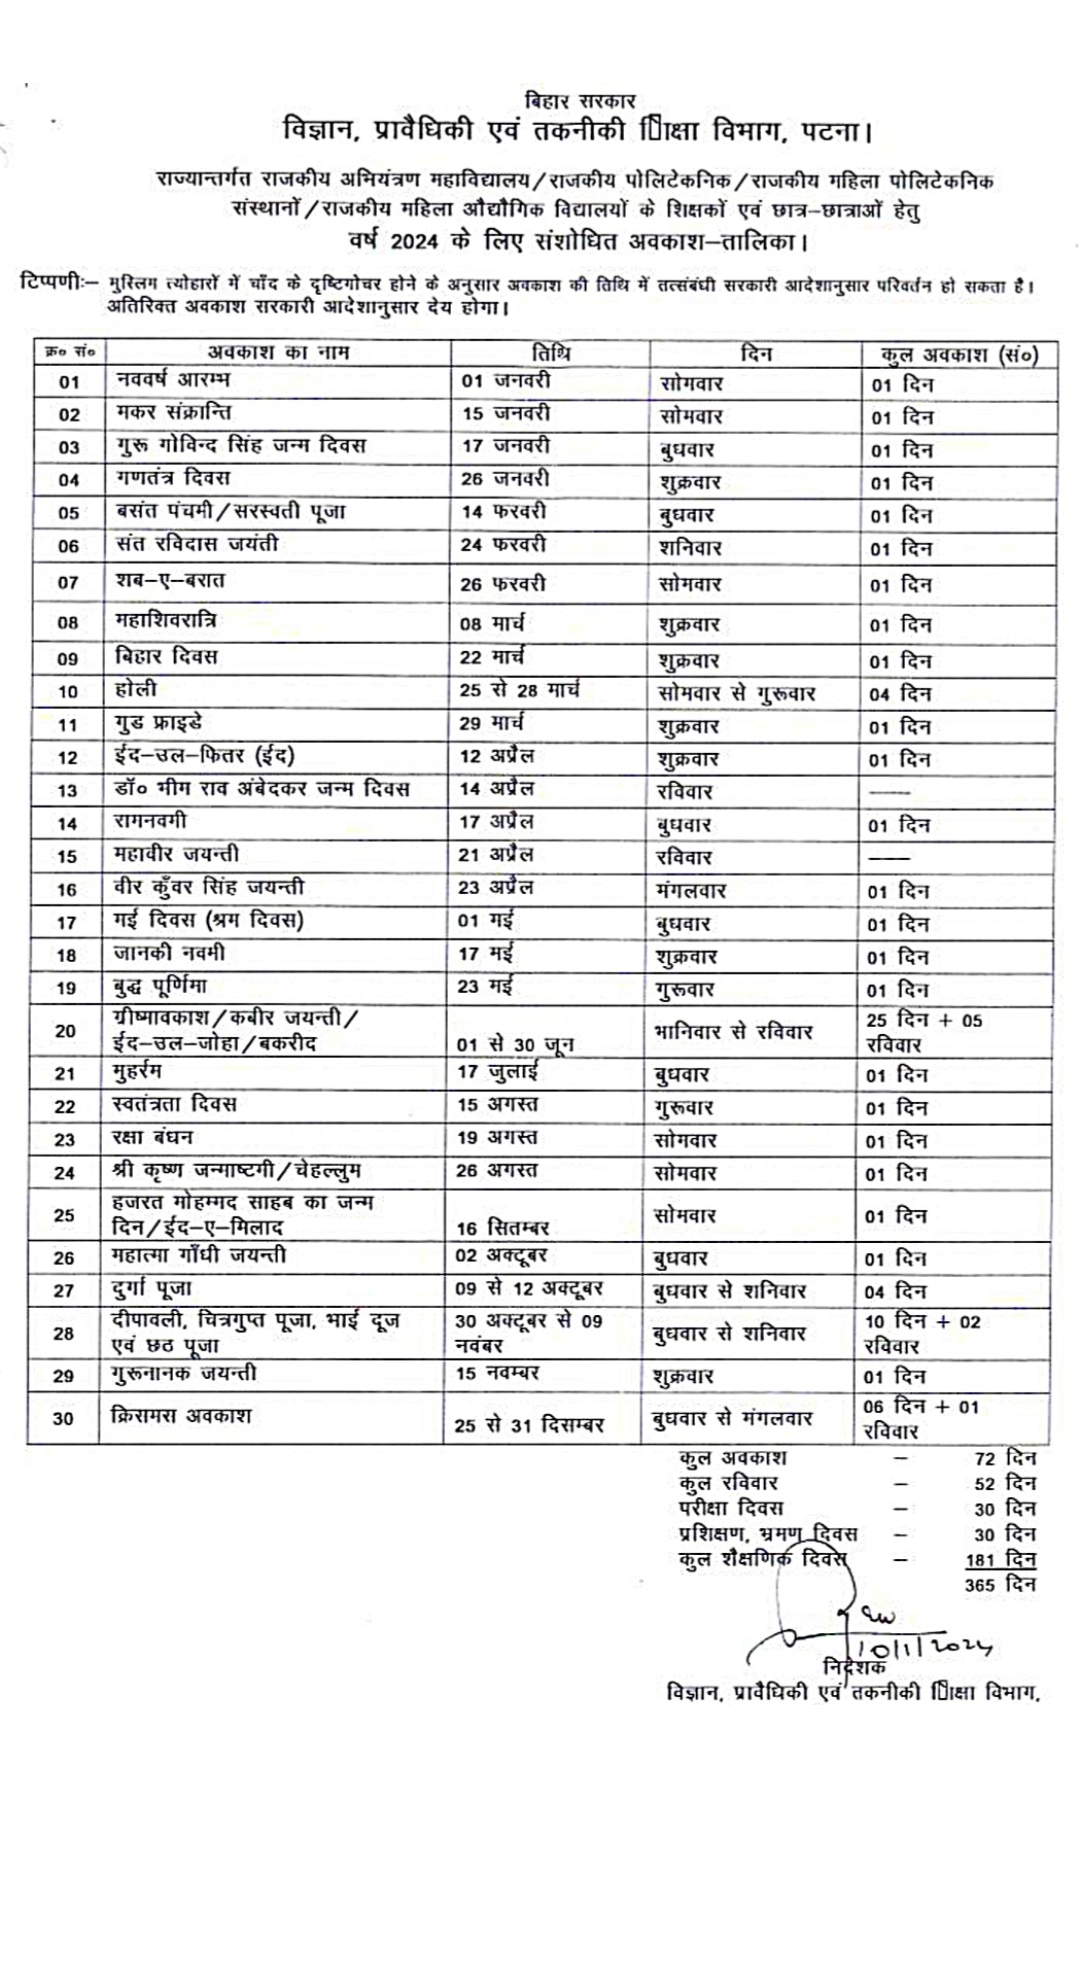 बिहार सरकार
विज्ञान, प्रावैधिकी एवं तकनीकी िाक्षा विभाग, पटना।
राज्यान्तर्गत राजकीय अभियंत्रण महाविद्यालय/राजकीय पोलिटेकनिक/राजकीय महिला पोलिटेकनिक
संस्थानों/राजकीय महिला औद्यौगिक विद्यालयों के शिक्षकों एवं छात्र–छात्राओं हेतु
वर्ष 2024 के लिए संशोधित अवकाश–तालिका।
टिप्पणीः– मुस्लिम त्योहारों में चाँद के दृष्टिगोचर होने के अनुसार अवकाश की तिथि में तत्संबंधी सरकारी आदेशानुसार परिवर्तन हो सकता है।
अतिरिक्त अवकाश सरकारी आदेशानुसार देय होगा।
क्र० सं० अवकाश का नाम तिथि दिन कुल अवकाश (सं०)
01 नववर्ष आरम्भ 01 जनवरी सोमवार 01 दिन
02 मकर संक्रान्ति 15 जनवरी सोमवार 01 दिन
03 गुरू गोविन्द सिंह जन्म दिवस 17 जनवरी बुधवार 01 दिन
04 गणतंत्र दिवस 26 जनवरी शुक्रवार 01 दिन
05 बसंत पंचमी/सरस्वती पूजा 14 फरवरी बुधवार 01 दिन
06 संत रविदास जयंती 24 फरवरी शनिवार 01 दिन
07 शब–ए–बरात 26 फरवरी सोमवार 01 दिन
08 महाशिवरात्रि 08 मार्च शुक्रवार 01 दिन
09 बिहार दिवस 22 मार्च शुक्रवार 01 दिन
10 होली 25 से 28 मार्च सोमवार से गुरूवार 04 दिन
11 गुड फ्राइडे 29 मार्च शुक्रवार 01 दिन
12 ईद–उल–फितर (ईद) 12 अप्रैल शुक्रवार 01 दिन
13 डॉ० भीम राव अंबेदकर जन्म दिवस 14 अप्रैल रविवार ——
14 रामनवमी 17 अप्रैल बुधवार 01 दिन
15 महावीर जयन्ती 21 अप्रैल रविवार ——
16 वीर कुँवर सिंह जयन्ती 23 अप्रैल मंगलवार 01 दिन
17 मई दिवस (श्रम दिवस) 01 मई बुधवार 01 दिन
18 जानकी नवमी 17 मई शुक्रवार 01 दिन
19 बुद्ध पूर्णिमा 23 मई गुरूवार 01 दिन
20 ग्रीष्मावकाश/कबीर जयन्ती/
ईद–उल–जोहा/बकरीद 01 से 30 जून भानिवार से रविवार 25 दिन + 05
रविवार
21 मुहर्रम 17 जुलाई बुधवार 01 दिन
22 स्वतंत्रता दिवस 15 अगस्त गुरूवार 01 दिन
23 रक्षा बंधन 19 अगस्त सोमवार 01 दिन
24 श्री कृष्ण जन्माष्टमी/चेहल्लुम 26 अगस्त सोमवार 01 दिन
25 हजरत मोहम्मद साहब का जन्म
दिन/ईद–ए–मिलाद 16 सितम्बर सोमवार 01 दिन
26 महात्मा गाँधी जयन्ती 02 अक्टूबर बुधवार 01 दिन
27 दुर्गा पूजा 09 से 12 अक्टूबर बुधवार से शनिवार 04 दिन
28 दीपावली, चित्रगुप्त पूजा, भाई दूज
एवं छठ पूजा 30 अक्टूबर से 09
नवंबर बुधवार से शनिवार 10 दिन + 02
रविवार
29 गुरूनानक जयन्ती 15 नवम्बर शुक्रवार 01 दिन
30 क्रिसमस अवकाश 25 से 31 दिसम्बर बुधवार से मंगलवार 06 दिन + 01
रविवार
कुल अवकाश – 72 दिन
कुल रविवार – 52 दिन
परीक्षा दिवस – 30 दिन
प्रशिक्षण, भ्रमण दिवस – 30 दिन
कुल शैक्षणिक दिवस – 181 दिन
365 दिन
10/1/2024
निदेशक
विज्ञान, प्रावैधिकी एवं तकनीकी िाक्षा विभाग,